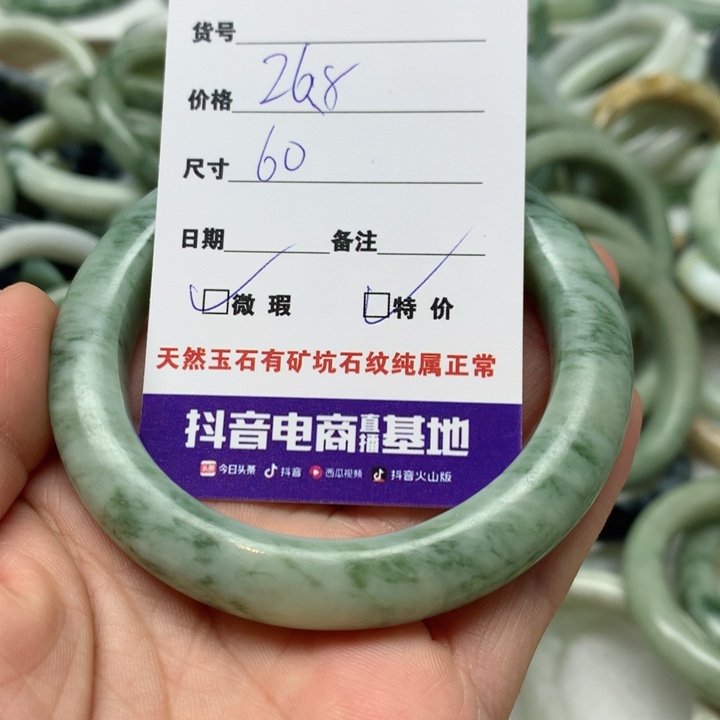 货号
价格 268
尺寸 60
日期 备注
微瑕 特价
天然玉石有矿坑石纹纯属正常
抖音电商直播基地
头条 今日头条 抖音 西瓜视频 抖音火山版